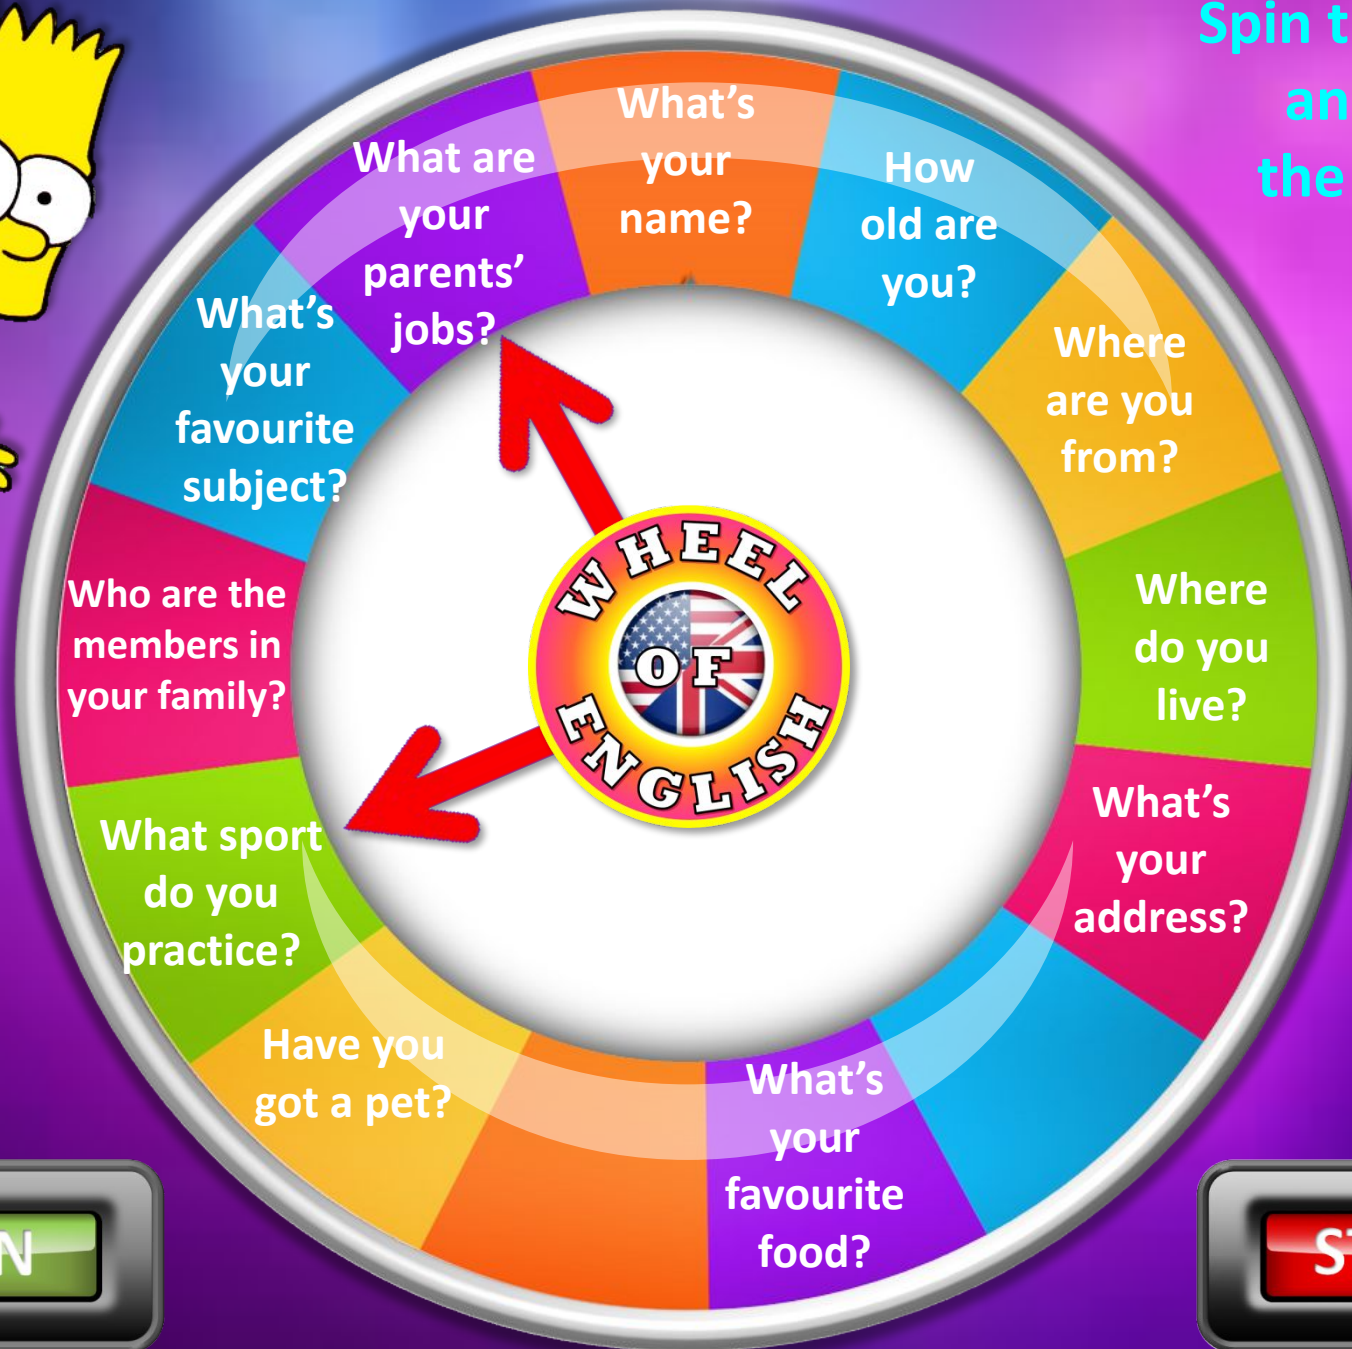 Spin t
an
the
What's
your
name?
How
old are
you?
Where
are you
from?
Where
do you
live?
What's
your
address?
What's
your
favourite
food?
Have you
got a pet?
What sport
do you
practice?
Who are the
members in
your family?
What's
your
favourite
subject?
What are
your
parents'
jobs?
WHEEL
OF
ENGLISH
N
ST